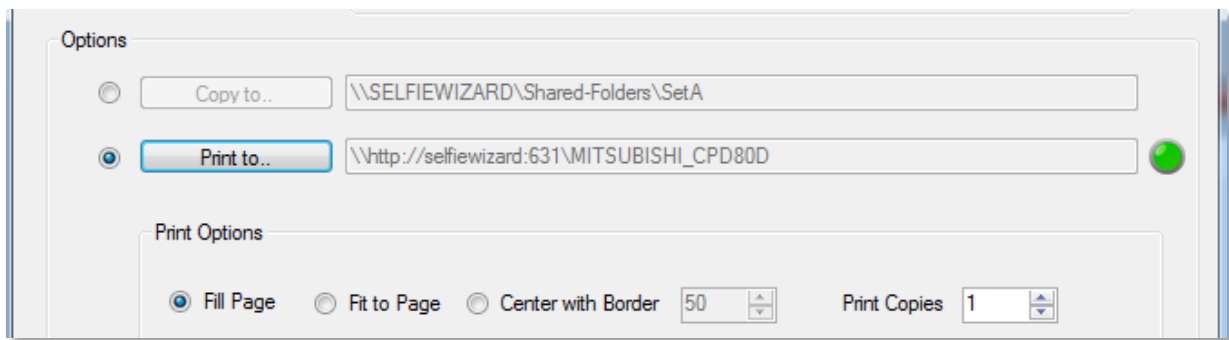 Options
Copy to.. \\SELFIEWIZARD\Shared-Folders\SetA
Print to.. \\http://selfiewizard:631\MITSUBISHI_CPD80D
Print Options
Fill Page Fit to Page Center with Border 50 Print Copies 1